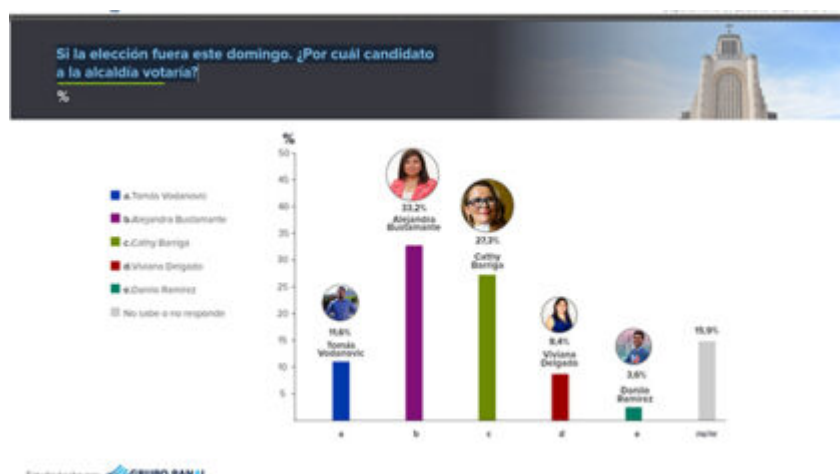 Si la elección fuera este domingo. ¿Por cuál candidato
a la alcaldía votaría?
%
%
50
45
40
35
30
25
20
15
10
5
a.Tomás Vodanovic
b.Alejandra Bustamante
c.Cathy Barriga
d.Viviana Delgado
e.Danilo Ramírez
No sabe o no responde
11,6%
Tomás
Vodanovic
33,2%
Alejandra
Bustamante
27,3%
Cathy
Barriga
8,4%
Viviana
Delgado
3,6%
Danilo
Ramírez
15,9%
a
b
c
d
e
ns/nr
GRUPO PANAL